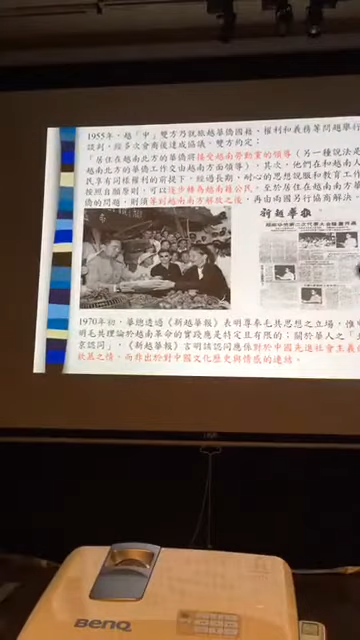 1955年，越「中」雙方乃就旅越華僑國籍、權利和義務等問題舉行
談判，經多次會商後達成協議，雙方約定：
「居住在越南北方的華僑將接受越南勞動黨的領導（另一種說法是
越南北方的華僑工作交由越南方面領導）。其次，他們在和越南人
民享有同樣權利的前提下，經過長期、耐心的思想說服和教育工作
按照自願原則，可以逐步轉為越南籍公民。至於居住在越南南方
僑的問題，則須等到越南南方解放之後，再由兩國另行協商解決。
新越華報
1970年初，華總透過《新越華報》表明尊奉毛共思想之立場，惟
明毛共理論於越南革命的實踐應是特定且有限的；關於華人之「
京認同」，《新越華報》言明該認同應係對於中國先進社會主義
欽慕之情，而非出於對中國文化歷史與情感的連結。
BENQ